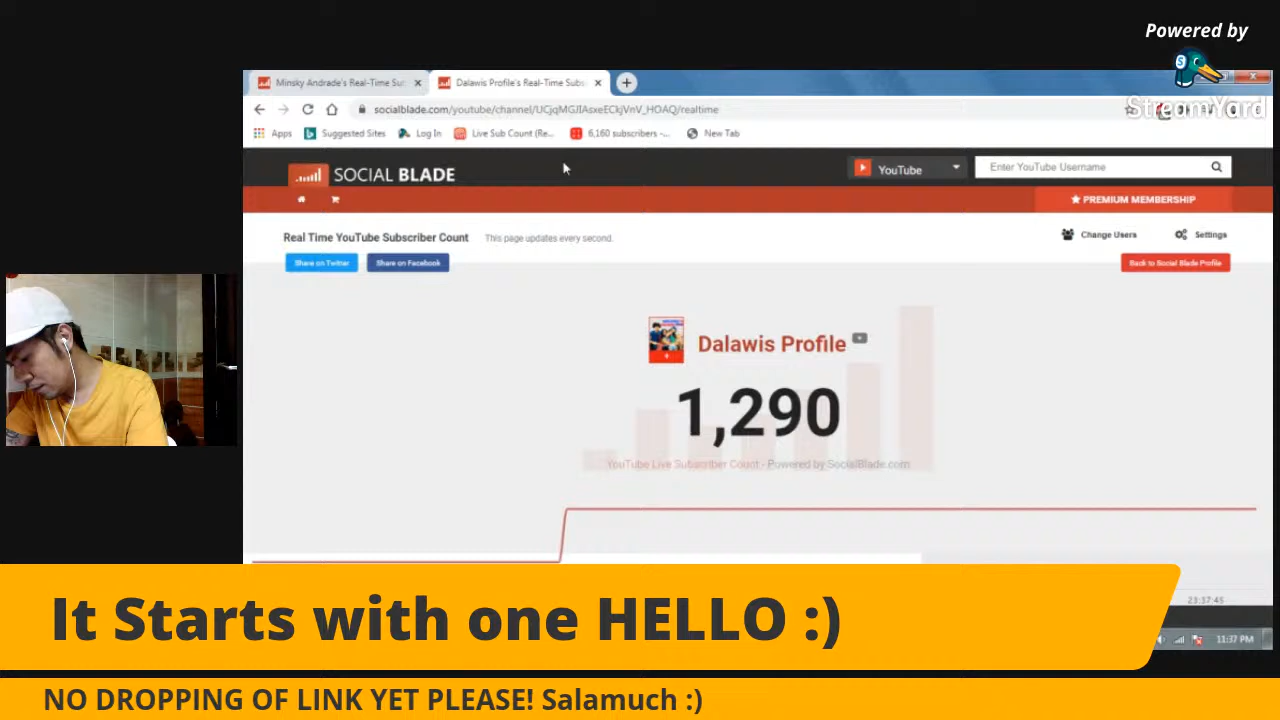 Powered by
StreamYard
Minsky Andrade's Real-Time Su
Dalawis Profile's Real-Time Subs
socialblade.com/youtube/channel/UCjqMGJIAsxeECkjVnV_HOAQ/realtime
Apps
Suggested Sites
Log In
Live Sub Count (Re...
6,160 subscribers -...
New Tab
SOCIAL BLADE
YouTube
Enter YouTube Username
PREMIUM MEMBERSHIP
Real Time YouTube Subscriber Count
This page updates every second.
Change Users
Settings
Share on Twitter
Share on Facebook
Back to Social Blade Profile
Dalawis Profile
1,290
YouTube Live Subscriber Count - Powered by SocialBlade.com
23:37:45
11:37 PM
It Starts with one HELLO :)
NO DROPPING OF LINK YET PLEASE! Salamuch :)